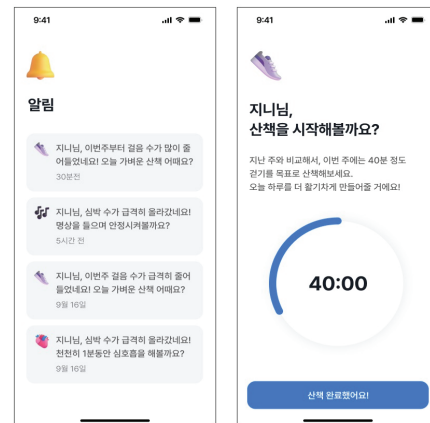 9:41
알림
지니님, 이번주부터 걸음 수가 많이 줄
어들었네요! 오늘 가벼운 산책 어때요?
30분전
지니님, 심박 수가 급격히 올라갔네요!
명상을 들으며 안정시켜볼까요?
5시간 전
지니님, 이번주 걸음 수가 급격히 줄어
들었네요! 오늘 가벼운 산책 어때요?
9월 16일
지니님, 심박 수가 급격히 올라갔네요!
천천히 1분동안 심호흡을 해볼까요?
9월 16일
9:41
지니님,
산책을 시작해볼까요?
지난 주와 비교해서, 이번 주에는 40분 정도
걷기를 목표로 산책해보세요.
오늘 하루를 더 활기차게 만들어줄 거에요!
40:00
산책 완료했어요!